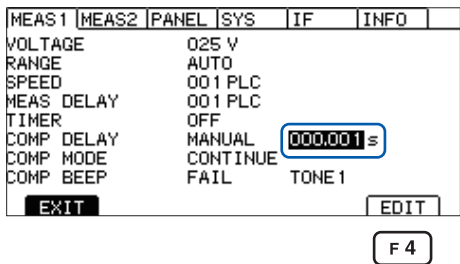 MEAS1 MEAS2 PANEL SYS IF INFO
VOLTAGE 025 V
RANGE AUTO
SPEED 001 PLC
MEAS DELAY 001 PLC
TIMER OFF
COMP DELAY MANUAL 000.001 s
COMP MODE CONTINUE
COMP BEEP FAIL TONE1
EXIT EDIT
F 4